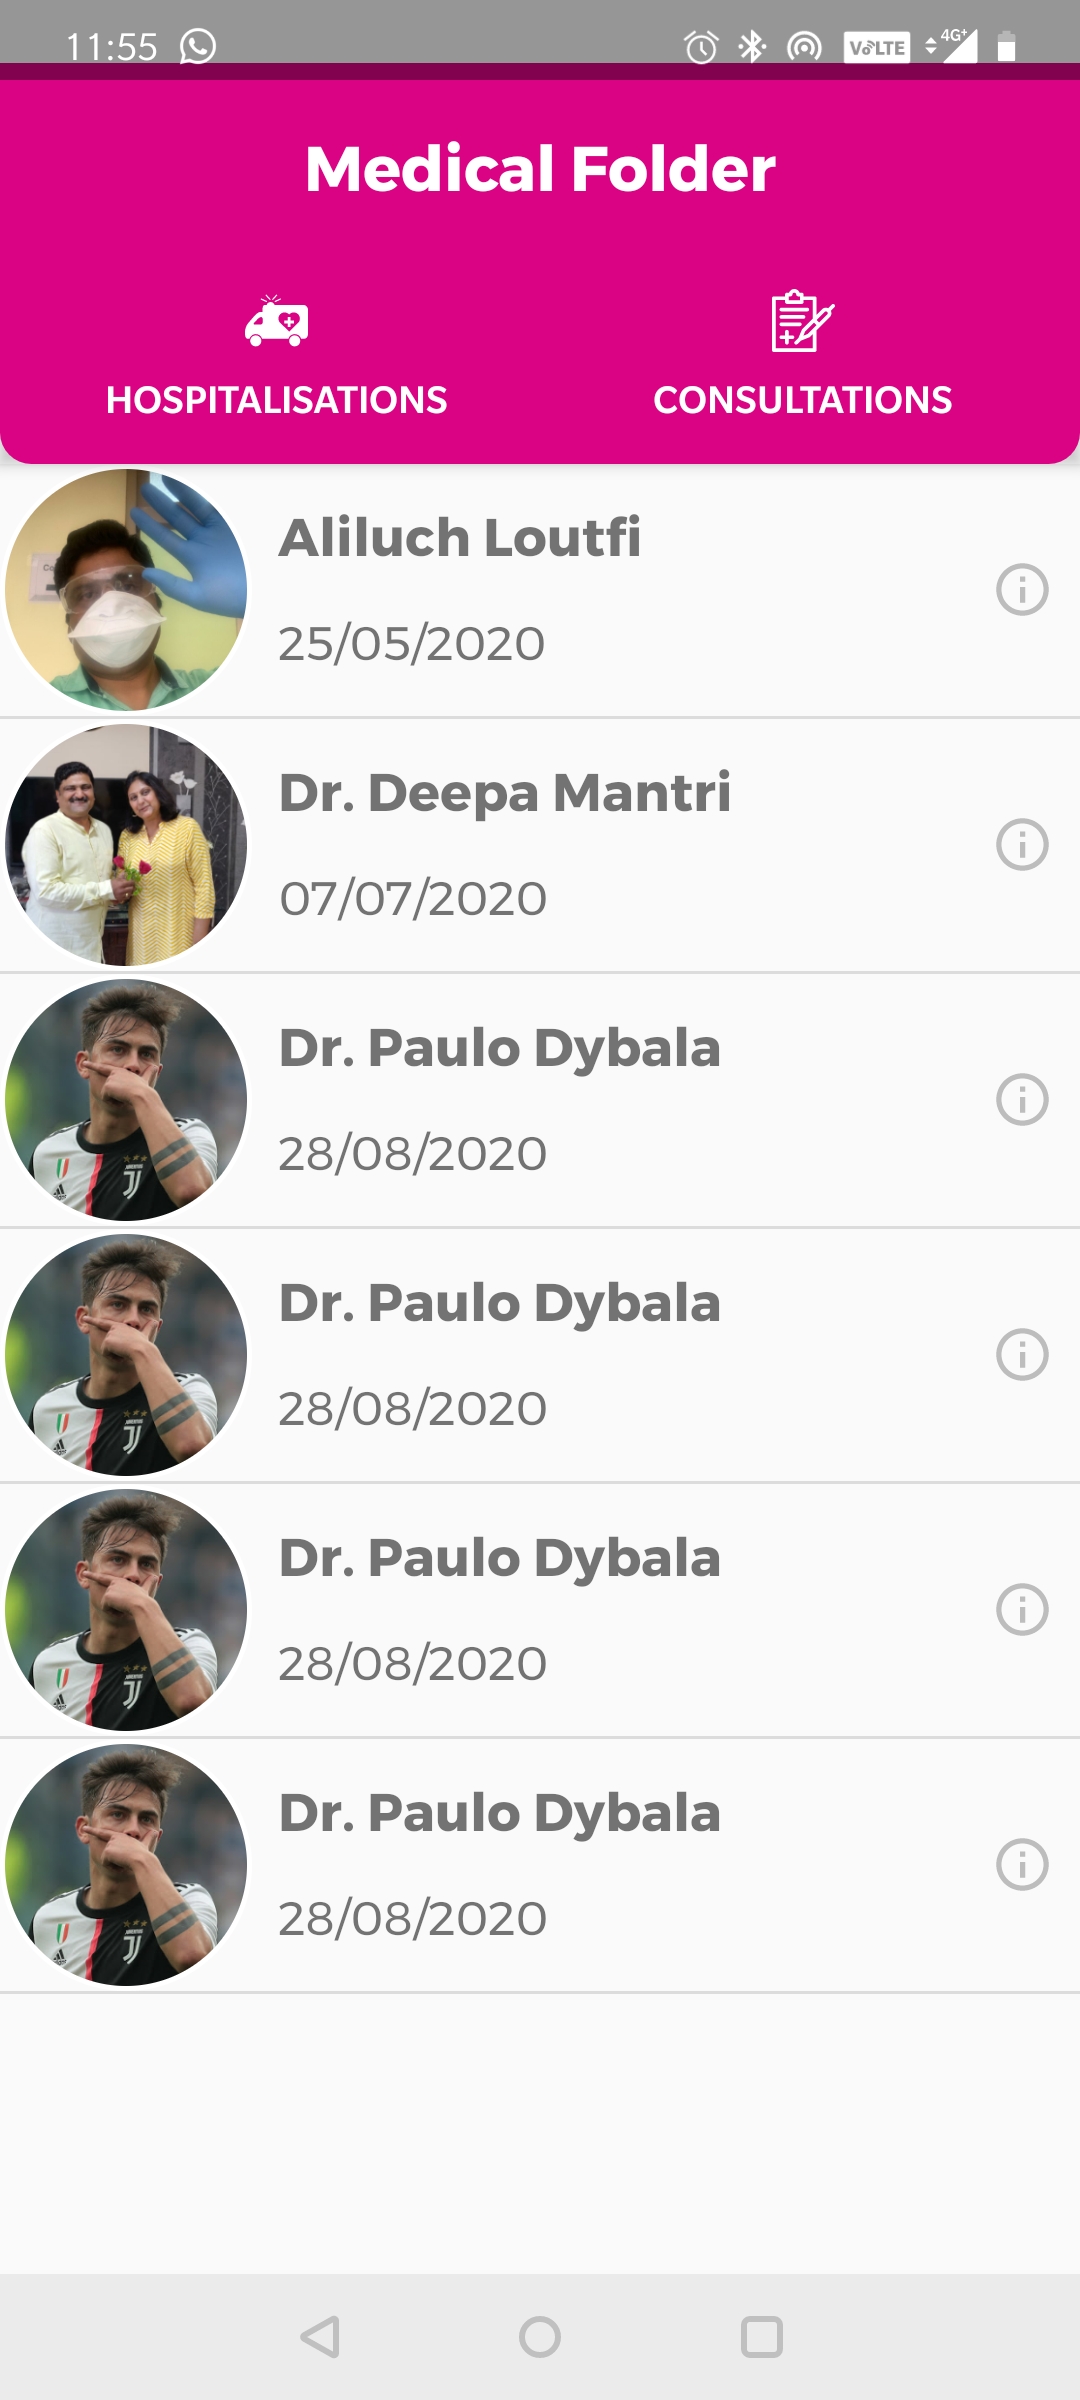 11:55
VoLTE 4G+
Medical Folder
HOSPITALISATIONS CONSULTATIONS
Aliluch Loutfi
25/05/2020
Dr. Deepa Mantri
07/07/2020
Dr. Paulo Dybala
28/08/2020
Dr. Paulo Dybala
28/08/2020
Dr. Paulo Dybala
28/08/2020
Dr. Paulo Dybala
28/08/2020